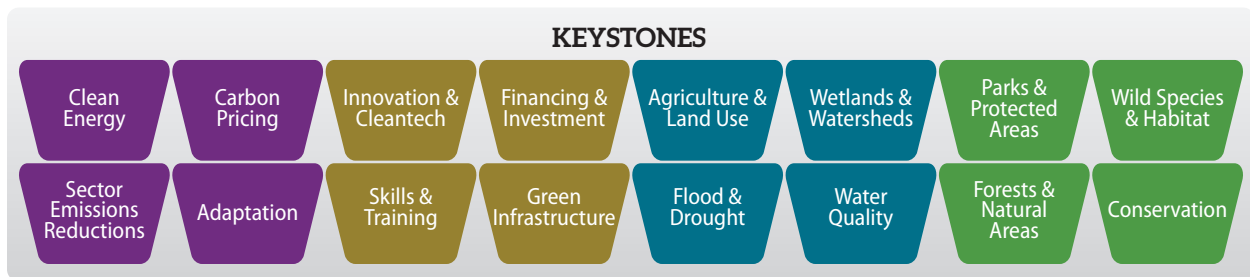 KEYSTONES
Clean
Energy
Carbon
Pricing
Innovation &
Cleantech
Financing &
Investment
Agriculture &
Land Use
Wetlands &
Watersheds
Parks &
Protected
Areas
Wild Species
& Habitat
Sector
Emissions
Reductions
Adaptation
Skills &
Training
Green
Infrastructure
Flood &
Drought
Water
Quality
Forests &
Natural
Areas
Conservation